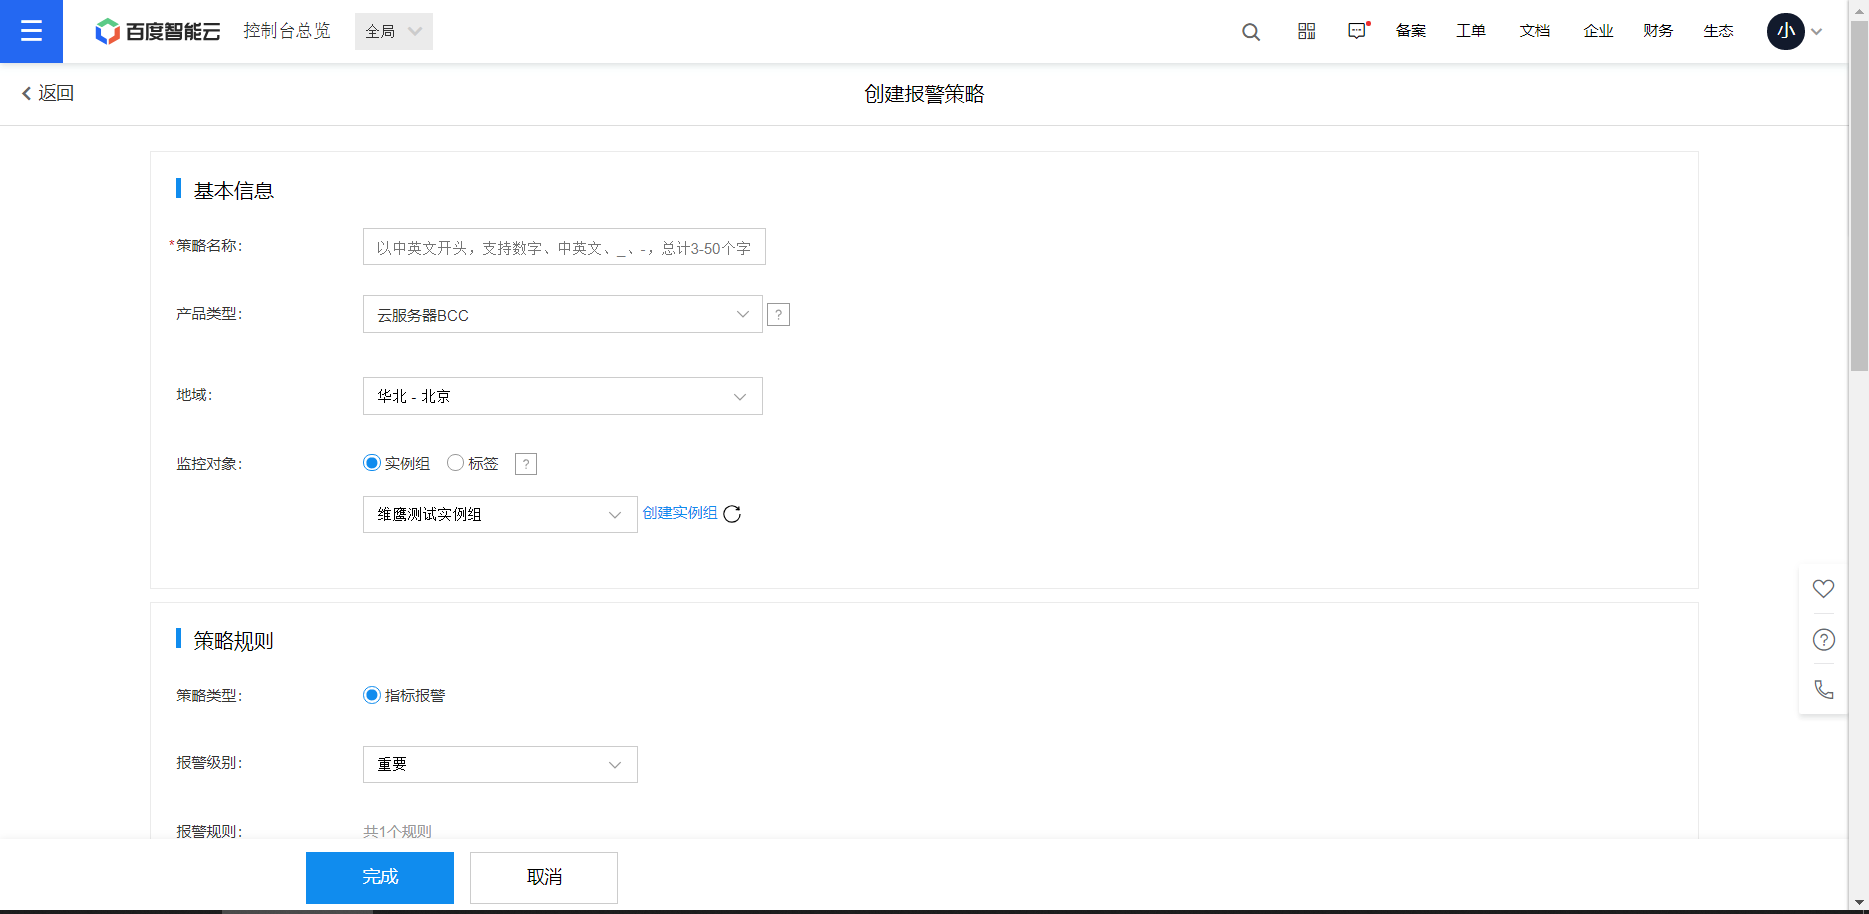 百度智能云 控制台总览 全局 备案 工单 文档 企业 财务 生态 小
返回 创建报警策略
基本信息
*策略名称: 以中英文开头，支持数字、中英文、_、-，总计3-50个字
产品类型: 云服务器BCC ?
地域: 华北 - 北京
监控对象: 实例组 标签 ?
维鹰测试实例组 创建实例组
策略规则
策略类型: 指标报警
报警级别: 重要
报警规则: 共1个规则
完成 取消